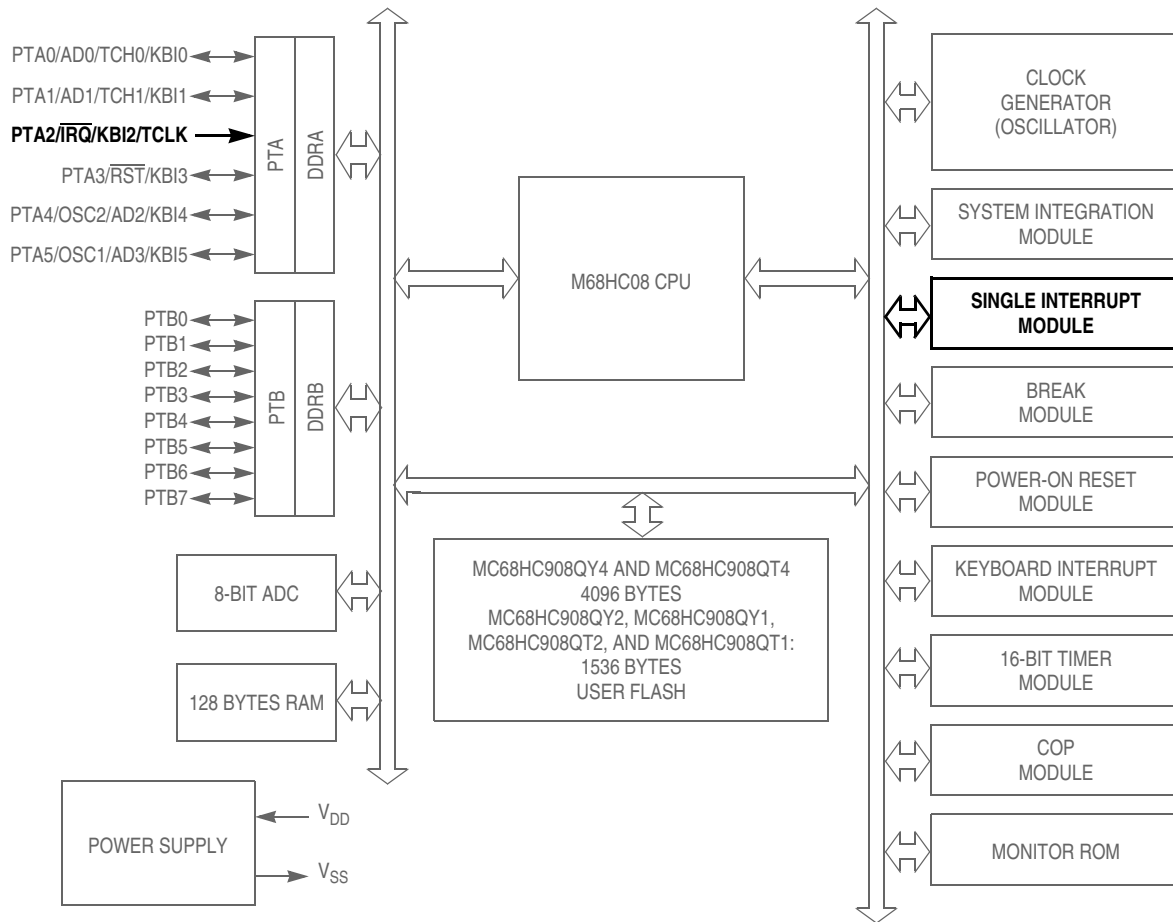 PTA0/AD0/TCH0/KBI0
PTA1/AD1/TCH1/KBI1
PTA2/I̅R̅Q̅/KBI2/TCLK
PTA3/R̅S̅T̅/KBI3
PTA4/OSC2/AD2/KBI4
PTA5/OSC1/AD3/KBI5
PTA
DDRA
PTB0
PTB1
PTB2
PTB3
PTB4
PTB5
PTB6
PTB7
PTB
DDRB
8-BIT ADC
128 BYTES RAM
POWER SUPPLY
VDD
VSS
M68HC08 CPU
MC68HC908QY4 AND MC68HC908QT4
4096 BYTES
MC68HC908QY2, MC68HC908QY1,
MC68HC908QT2, AND MC68HC908QT1:
1536 BYTES
USER FLASH
CLOCK
GENERATOR
(OSCILLATOR)
SYSTEM INTEGRATION
MODULE
SINGLE INTERRUPT
MODULE
BREAK
MODULE
POWER-ON RESET
MODULE
KEYBOARD INTERRUPT
MODULE
16-BIT TIMER
MODULE
COP
MODULE
MONITOR ROM